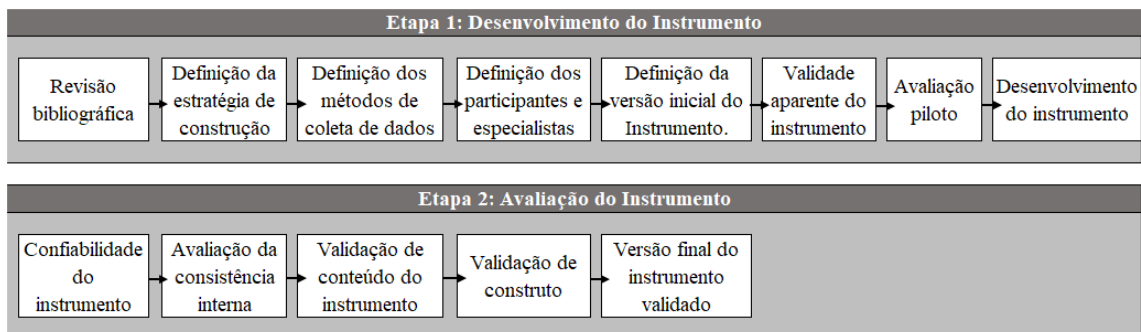 Etapa 1: Desenvolvimento do Instrumento
Revisão
bibliográfica
Definição da
estratégia de
construção
Definição dos
métodos de
coleta de dados
Definição dos
participantes e
especialistas
Definição da
versão inicial do
Instrumento.
Validade
aparente do
instrumento
Avaliação
piloto
Desenvolvimento
do instrumento
Etapa 2: Avaliação do Instrumento
Confiabilidade
do
instrumento
Avaliação da
consistência
interna
Validação de
conteúdo do
instrumento
Validação de
construto
Versão final do
instrumento
validado